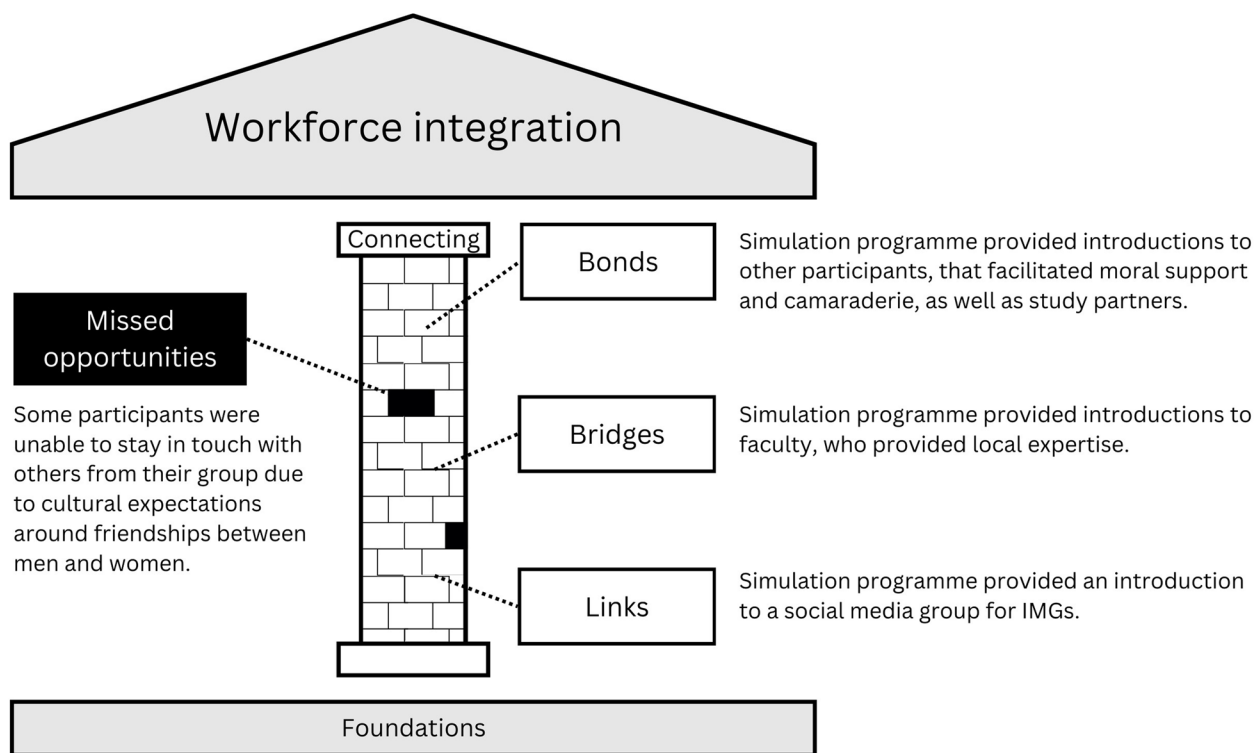 Workforce integration
Connecting
Bonds
Simulation programme provided introductions to
other participants, that facilitated moral support
and camaraderie, as well as study partners.
Missed
opportunities
Some participants were
unable to stay in touch with
others from their group due
to cultural expectations
around friendships between
men and women.
Bridges
Simulation programme provided introductions to
faculty, who provided local expertise.
Links
Simulation programme provided an introduction
to a social media group for IMGs.
Foundations